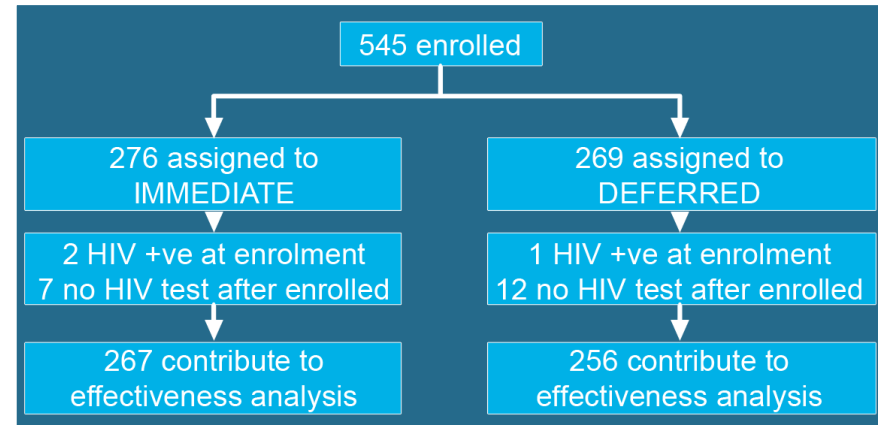 545 enrolled
276 assigned to
IMMEDIATE
269 assigned to
DEFERRED
2 HIV +ve at enrolment
7 no HIV test after enrolled
1 HIV +ve at enrolment
12 no HIV test after enrolled
267 contribute to
effectiveness analysis
256 contribute to
effectiveness analysis